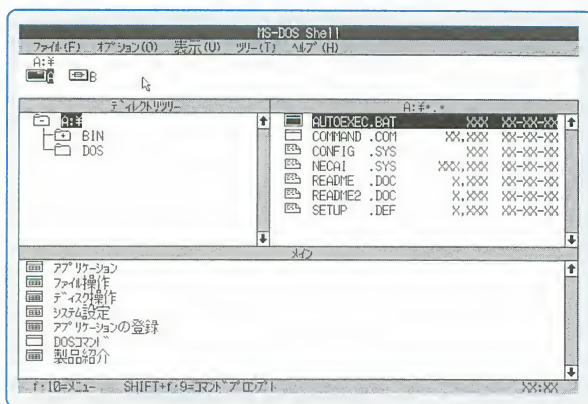 MS-DOS Shell
ファイル(F) オプション(O) 表示(U) ツリー(T) ヘルプ(H)
A:¥
A B
ディレクトリツリー A:¥*.*
A:¥
BIN
DOS
AUTOEXEC.BAT XXX XX-XX-XX
COMMAND .COM XX,XXX XX-XX-XX
CONFIG .SYS XXX XX-XX-XX
NECAI .SYS XXX,XXX XX-XX-XX
README .DOC X,XXX XX-XX-XX
README2 .DOC X,XXX XX-XX-XX
SETUP .DEF X,XXX XX-XX-XX
メイン
アプリケーション
ファイル操作
ディスク操作
システム設定
アプリケーションの登録
DOSコマンド
製品紹介
f・10=メニュー SHIFT+f・9=コマンドプロンプト XX:XX